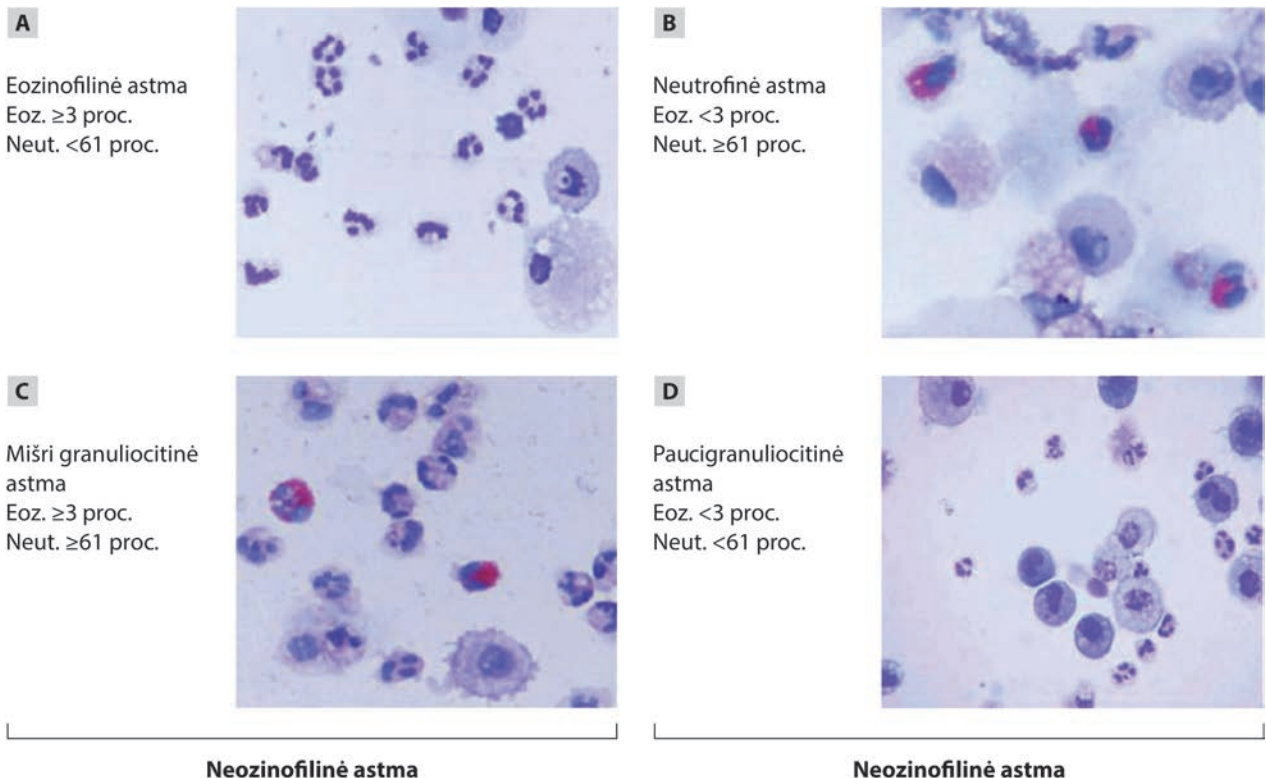 A
Eozinofilinė astma
Eoz. ≥3 proc.
Neut. <61 proc.
B
Neutrofinė astma
Eoz. <3 proc.
Neut. ≥61 proc.
C
Mišri granuliocitinė
astma
Eoz. ≥3 proc.
Neut. ≥61 proc.
D
Paucigranuliocitinė
astma
Eoz. <3 proc.
Neut. <61 proc.
Neozinofilinė astma
Neozinofilinė astma